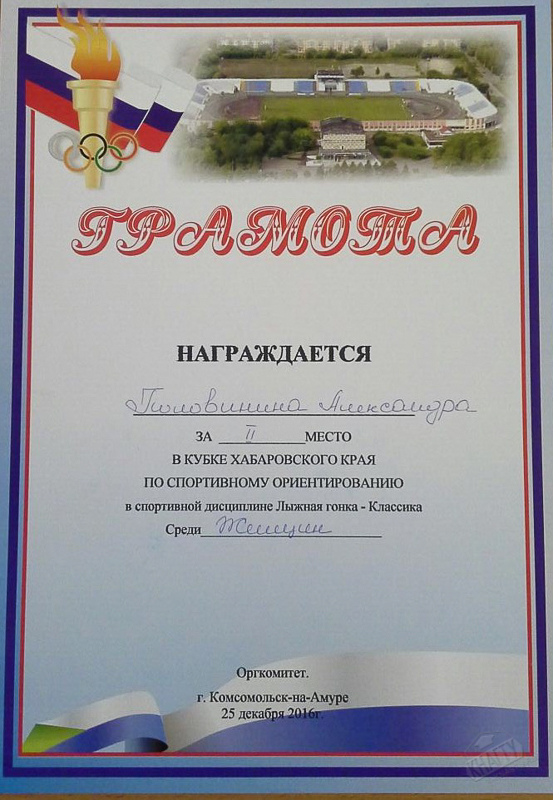 ГРАМОТА
НАГРАЖДАЕТСЯ
Половинина Александра
ЗА II МЕСТО
В КУБКЕ ХАБАРОВСКОГО КРАЯ
ПО СПОРТИВНОМУ ОРИЕНТИРОВАНИЮ
в спортивной дисциплине Лыжная гонка - Классика
Среди Женщин
Оргкомитет.
г. Комсомольск-на-Амуре
25 декабря 2016г.